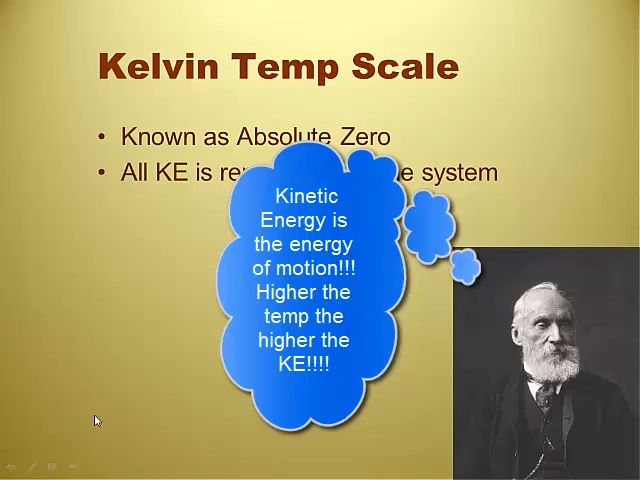 Kelvin Temp Scale
• Known as Absolute Zero
• All KE is system
Kinetic
Energy is
the energy
of motion!!!
Higher the
temp the
higher the
KE!!!!